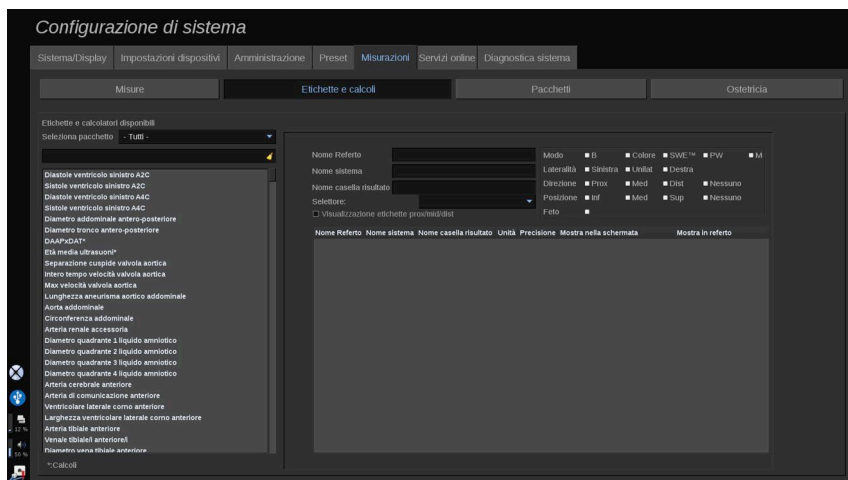 Configurazione di sistema
Sistema/Display Impostazioni dispositivi Amministrazione Preset Misurazioni Servizi online Diagnostica sistema
Misure Etichette e calcoli Pacchetti Ostetricia
Etichette e calcolatori disponibili
Seleziona pacchetto - Tutti -
Diastole ventricolo sinistro A2C
Sistole ventricolo sinistro A2C
Diastole ventricolo sinistro A4C
Sistole ventricolo sinistro A4C
Diametro addominale antero-posteriore
Diametro tronco antero-posteriore
DAAPxDAT*
Età media ultrasuoni*
Separazione cuspide valvola aortica
Intero tempo velocità valvola aortica
Max velocità valvola aortica
Lunghezza aneurisma aortico addominale
Aorta addominale
Circonferenza addominale
Arteria renale accessoria
Diametro quadrante 1 liquido amniotico
Diametro quadrante 2 liquido amniotico
Diametro quadrante 3 liquido amniotico
Diametro quadrante 4 liquido amniotico
Arteria cerebrale anteriore
Arteria di comunicazione anteriore
Ventricolare laterale corno anteriore
Larghezza ventricolare laterale corno anteriore
Arteria tibiale anteriore
Vena/e tibiale/i anteriore/i
Diametro vena tibiale anteriore
*:Calcoli
Nome Referto
Nome sistema
Nome casella risultato
Selettore:
Visualizzazione etichette prox/mid/dist
Modo B Colore SWE™ PW M
Lateralità Sinistra Unilat Destra
Direzione Prox Med Dist Nessuno
Posizione Inf Med Sup Nessuno
Feto
Nome Referto Nome sistema Nome casella risultato Unità Precisione Mostra nella schermata Mostra in referto
12 %
50 %